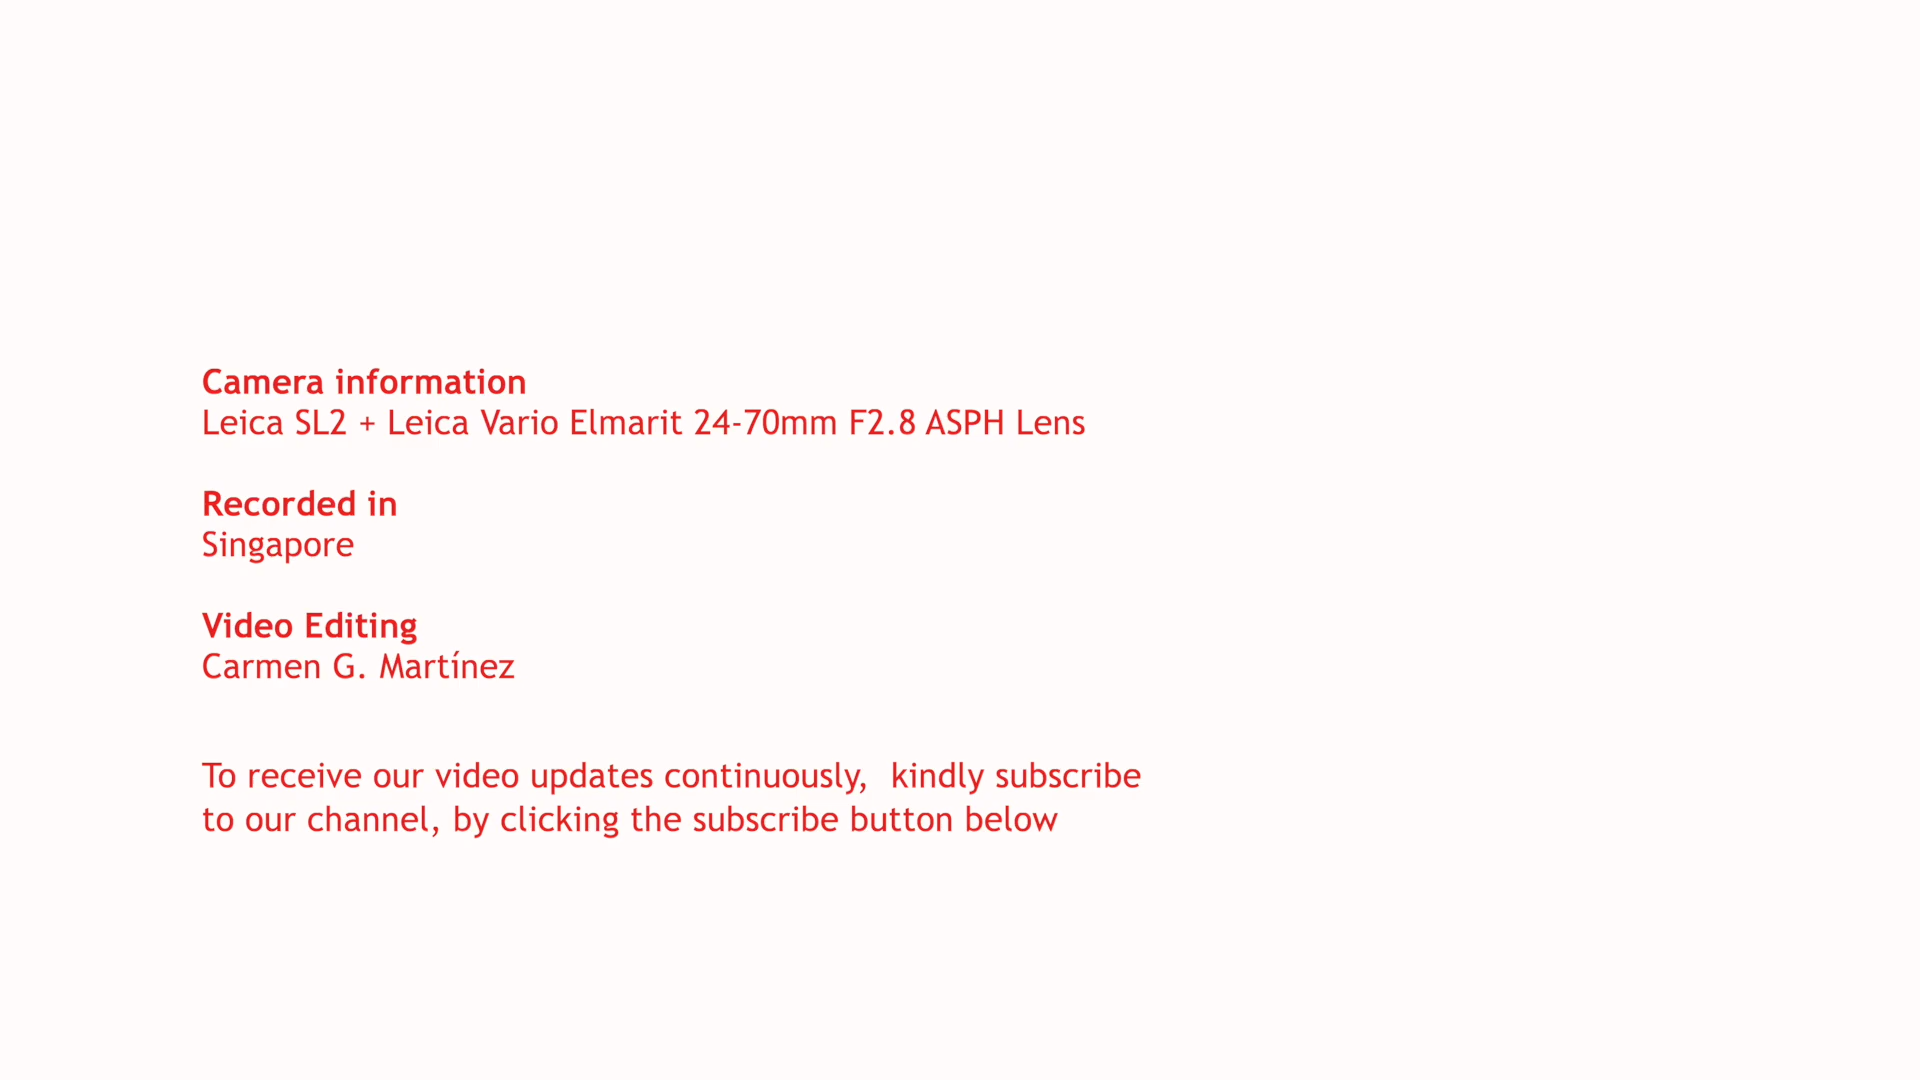 Camera information
Leica SL2 + Leica Vario Elmarit 24-70mm F2.8 ASPH Lens
Recorded in
Singapore
Video Editing
Carmen G. Martínez
To receive our video updates continuously,  kindly subscribe
to our channel, by clicking the subscribe button below